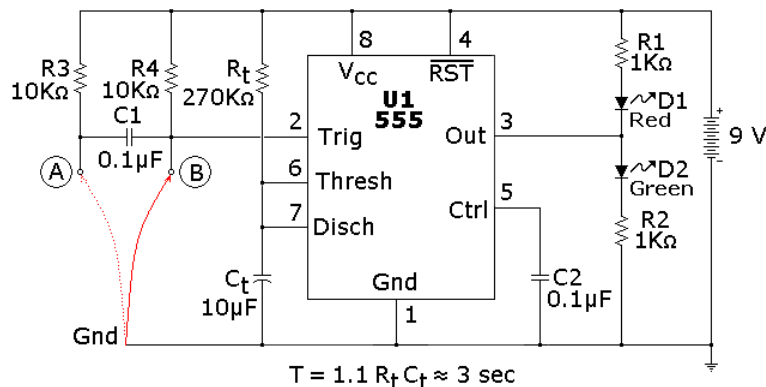 R3
10KΩ
R4
10KΩ
Rt
270KΩ
C1
0.1µF
A
B
Gnd
8
4
VCC
RST
U1
555
2
Trig
Out
3
6
Thresh
7
Disch
Ctrl
5
Gnd
1
Ct
10µF
C2
0.1µF
R1
1KΩ
D1
Red
D2
Green
R2
1KΩ
+
9 V
-
T = 1.1 Rt Ct ≈ 3 sec